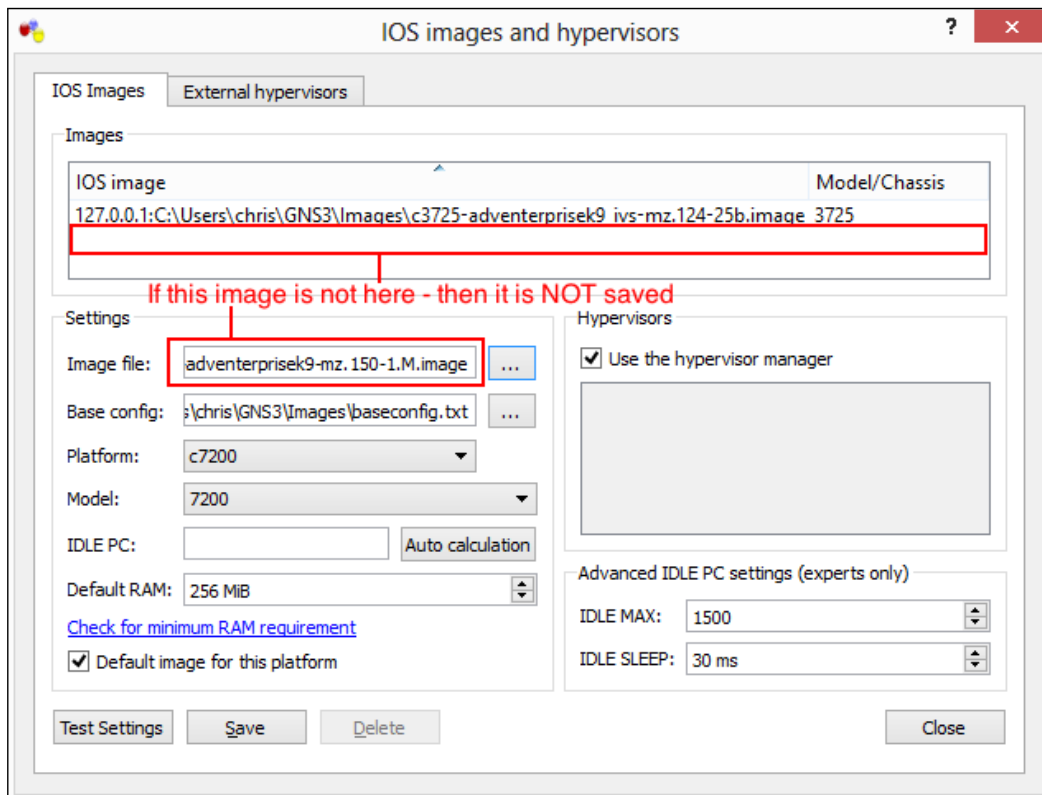 IOS images and hypervisors
?
IOS Images
External hypervisors
Images
IOS image
Model/Chassis
127.0.0.1:C:\Users\chris\GNS3\Images\c3725-adventerprisek9_ivs-mz.124-25b.image 3725
If this image is not here - then it is NOT saved
Settings
Image file:
adventerprisek9-mz.150-1.M.image
...
Base config:
s\chris\GNS3\Images\baseconfig.txt
...
Platform:
c7200
Model:
7200
IDLE PC:
Auto calculation
Default RAM:
256 MiB
Check for minimum RAM requirement
Default image for this platform
Hypervisors
Use the hypervisor manager
Advanced IDLE PC settings (experts only)
IDLE MAX:
1500
IDLE SLEEP:
30 ms
Test Settings
Save
Delete
Close